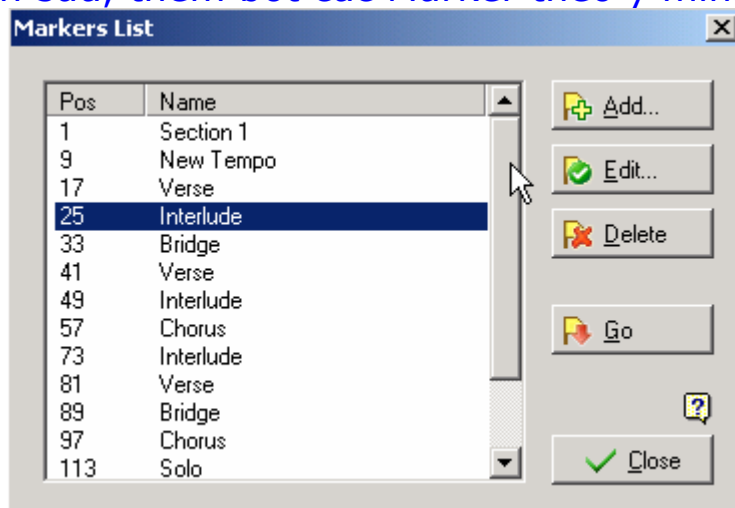 Markers List
Pos Name
1 Section 1
9 New Tempo
17 Verse
25 Interlude
33 Bridge
41 Verse
49 Interlude
57 Chorus
73 Interlude
81 Verse
89 Bridge
97 Chorus
113 Solo
Add...
Edit...
Delete
Go
?
Close